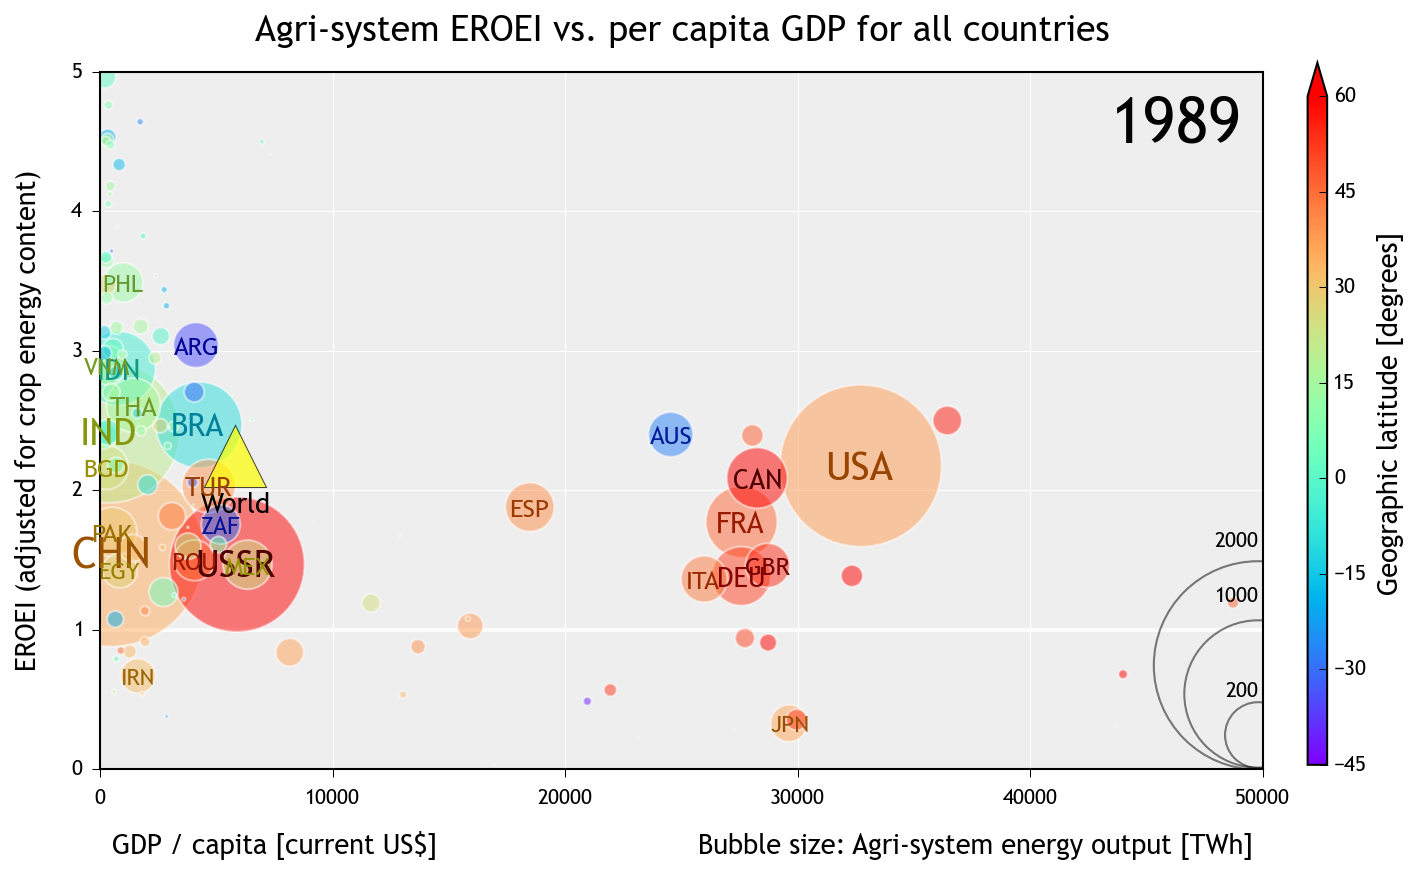 Agri-system EROEI vs. per capita GDP for all countries
1989
EROEI (adjusted for crop energy content)
5
4
3
2
1
0
0
10000
20000
30000
40000
50000
GDP / capita [current US$]
Bubble size: Agri-system energy output [TWh]
PHL
ARG
VNM
IDN
THA
BRA
IND
BGD
TUR
World
ZAF
PAK
CHN
EGY
ROU
USSR
MEX
IRN
AUS
ESP
USA
CAN
FRA
GBR
ITA
DEU
JPN
2000
1000
200
60
45
30
15
0
−15
−30
−45
Geographic latitude [degrees]